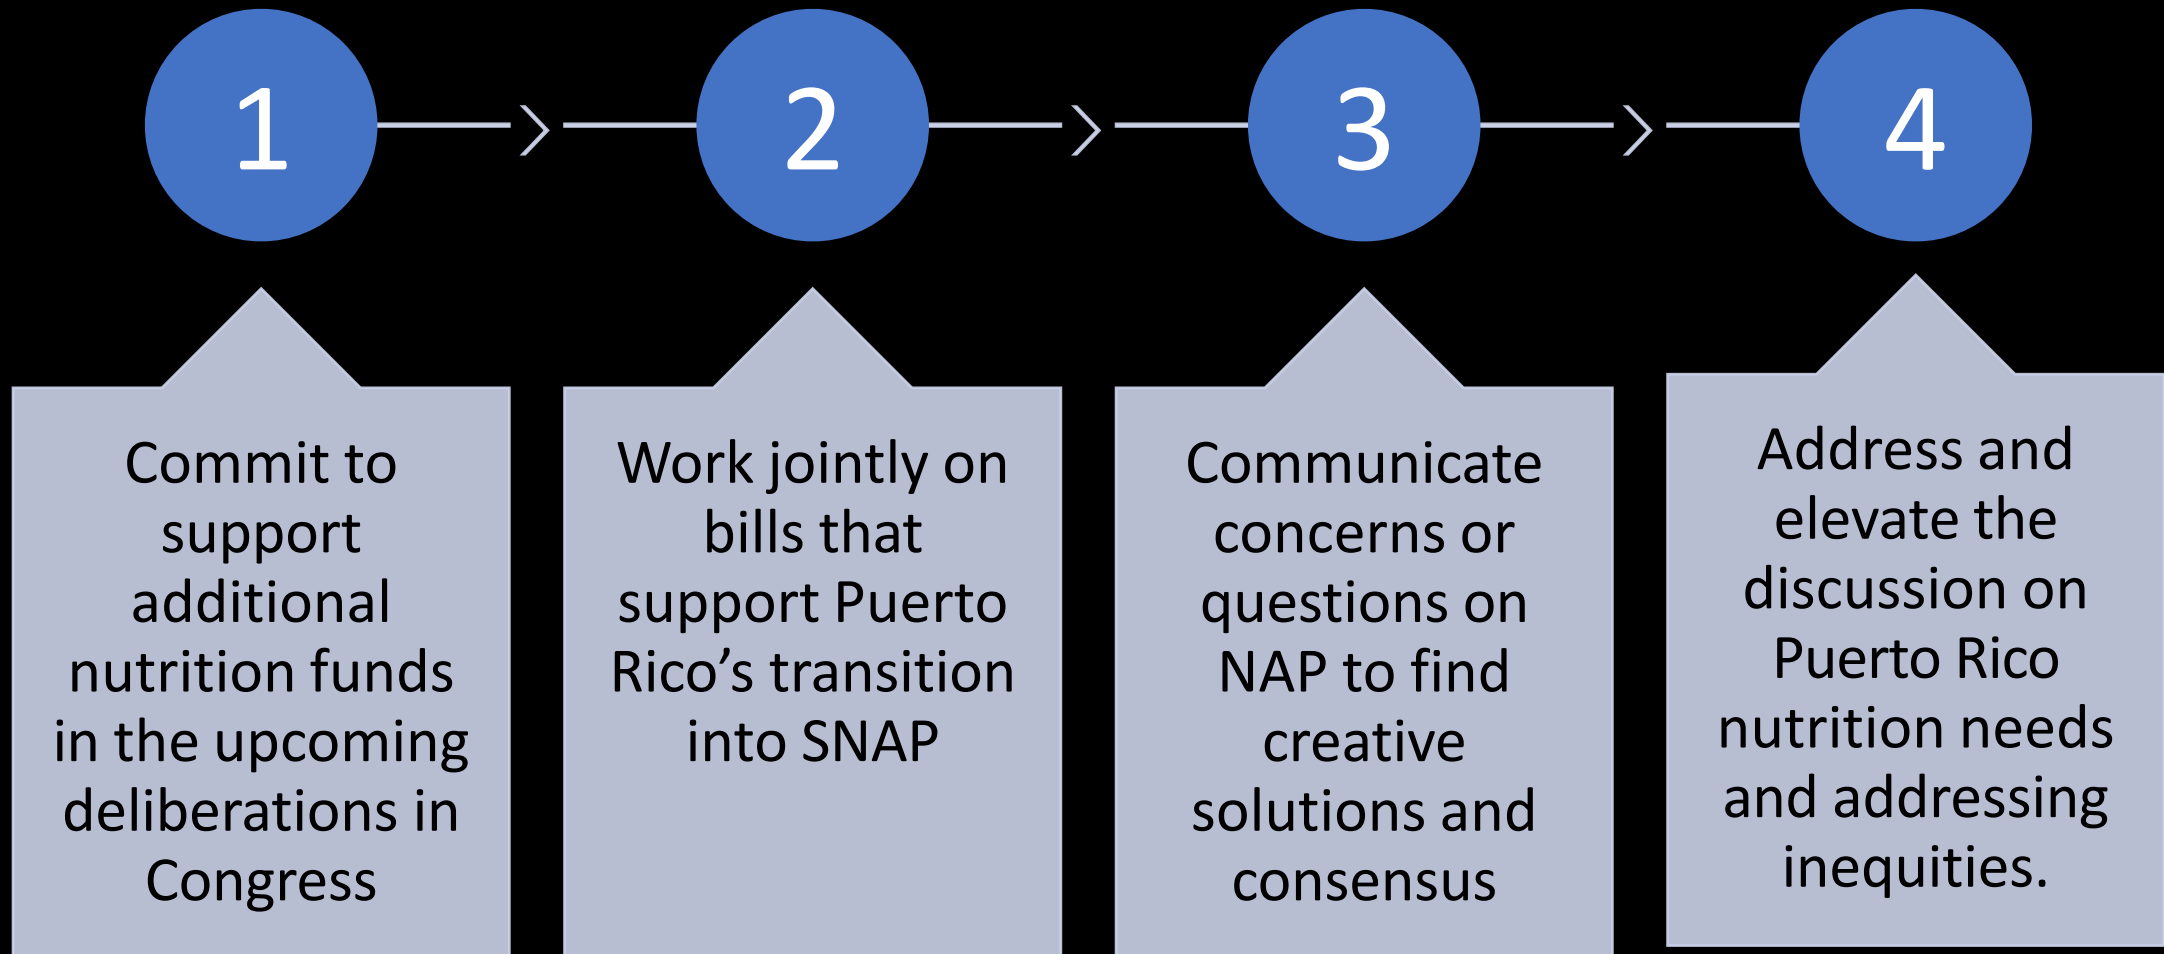 1
Commit to
support
additional
nutrition funds
in the upcoming
deliberations in
Congress
2
Work jointly on
bills that
support Puerto
Rico’s transition
into SNAP
3
Communicate
concerns or
questions on
NAP to find
creative
solutions and
consensus
4
Address and
elevate the
discussion on
Puerto Rico
nutrition needs
and addressing
inequities.